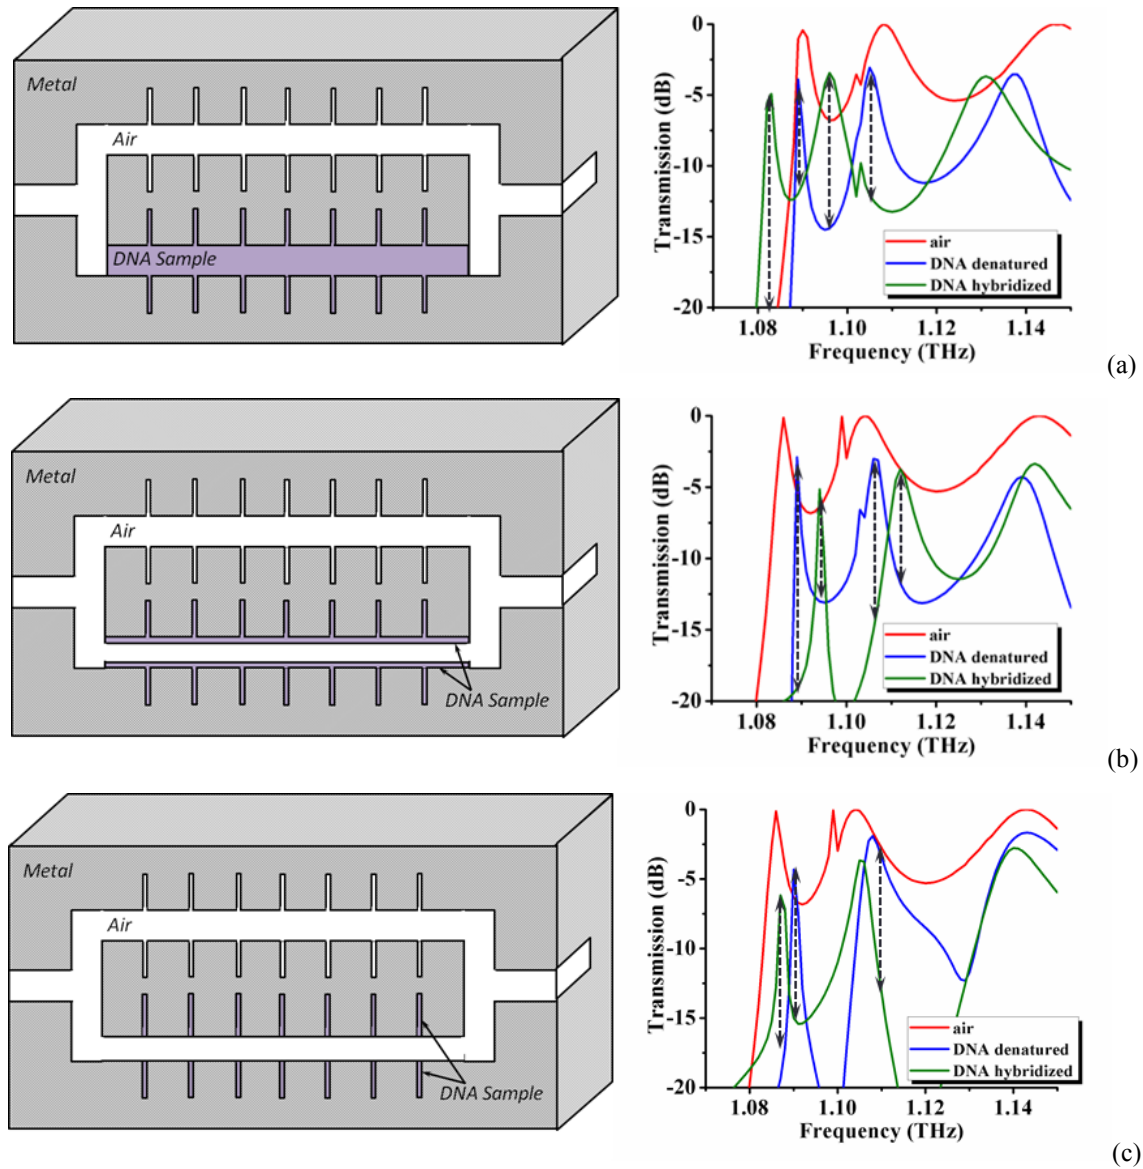 Metal
Air
DNA Sample
Transmission (dB)
0
-5
-10
-15
-20
air
DNA denatured
DNA hybridized
1.08 1.10 1.12 1.14
Frequency (THz)
(a)
Metal
Air
DNA Sample
Transmission (dB)
0
-5
-10
-15
-20
air
DNA denatured
DNA hybridized
1.08 1.10 1.12 1.14
Frequency (THz)
(b)
Metal
Air
DNA Sample
Transmission (dB)
0
-5
-10
-15
-20
air
DNA denatured
DNA hybridized
1.08 1.10 1.12 1.14
Frequency (THz)
(c)